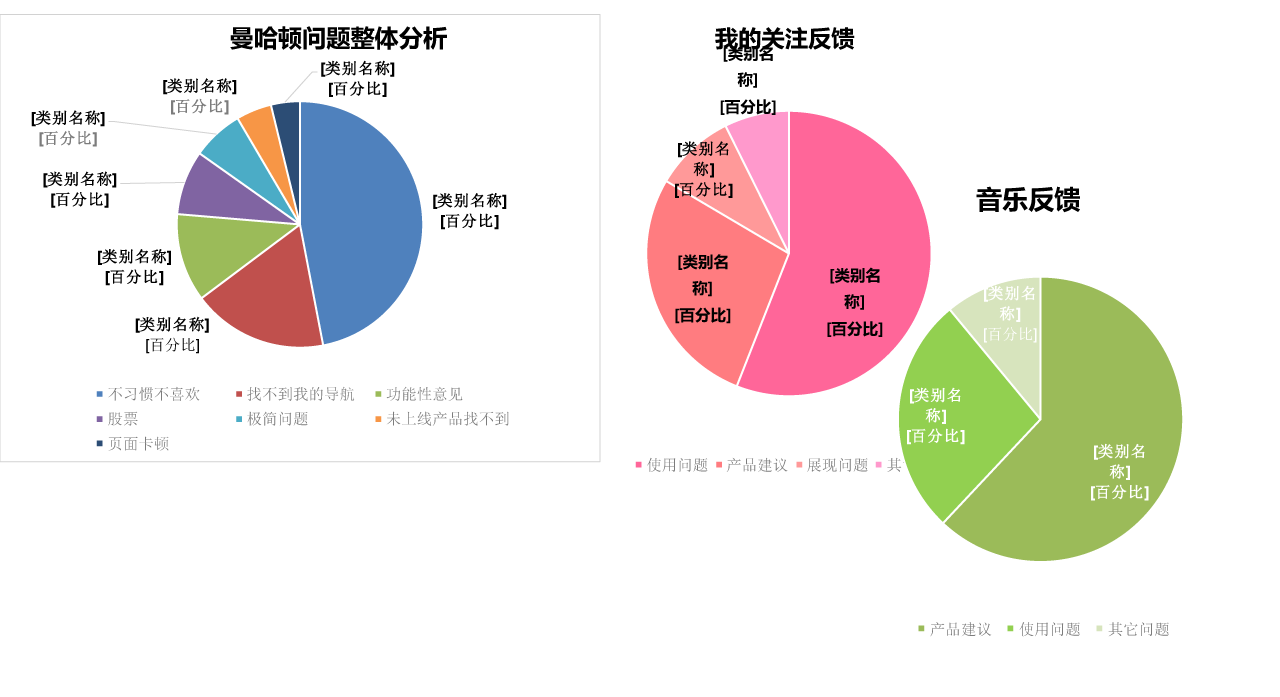 曼哈顿问题整体分析
[类别名称]
[百分比]
[类别名称]
[百分比]
[类别名称]
[百分比]
[类别名称]
[百分比]
[类别名称]
[百分比]
[类别名称]
[百分比]
[类别名称]
[百分比]
不习惯不喜欢
找不到我的导航
功能性意见
股票
极简问题
未上线产品找不到
页面卡顿
我的关注反馈
[类别名
称]
[百分比]
[类别名
称]
[百分比]
[类别名
称]
[百分比]
[类别名
称]
[百分比]
使用问题
产品建议
展现问题
其
音乐反馈
[类别名
称]
[百分比]
[类别名
称]
[百分比]
[类别名
称]
[百分比]
产品建议
使用问题
其它问题